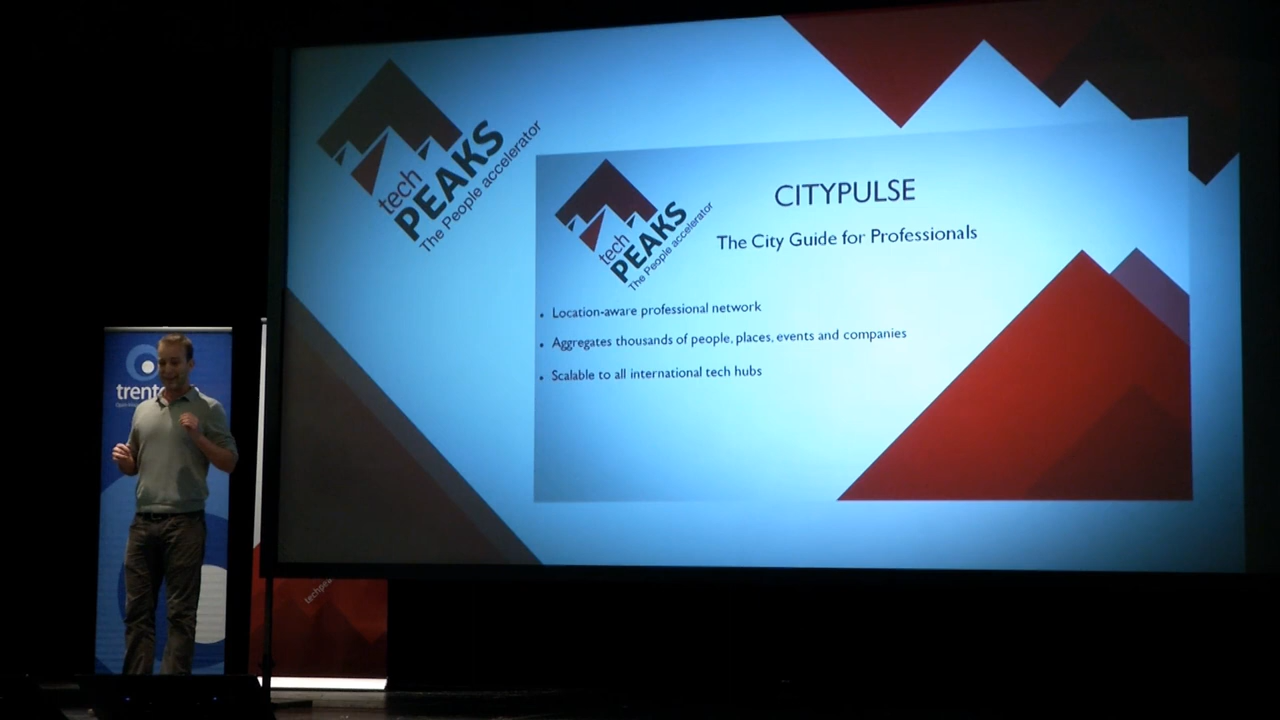 tech
PEAKS
The People accelerator
tech
PEAKS
The People accelerator
CITYPULSE
The City Guide for Professionals
• Location-aware professional network
• Aggregates thousands of people, places, events and companies
• Scalable to all international tech hubs